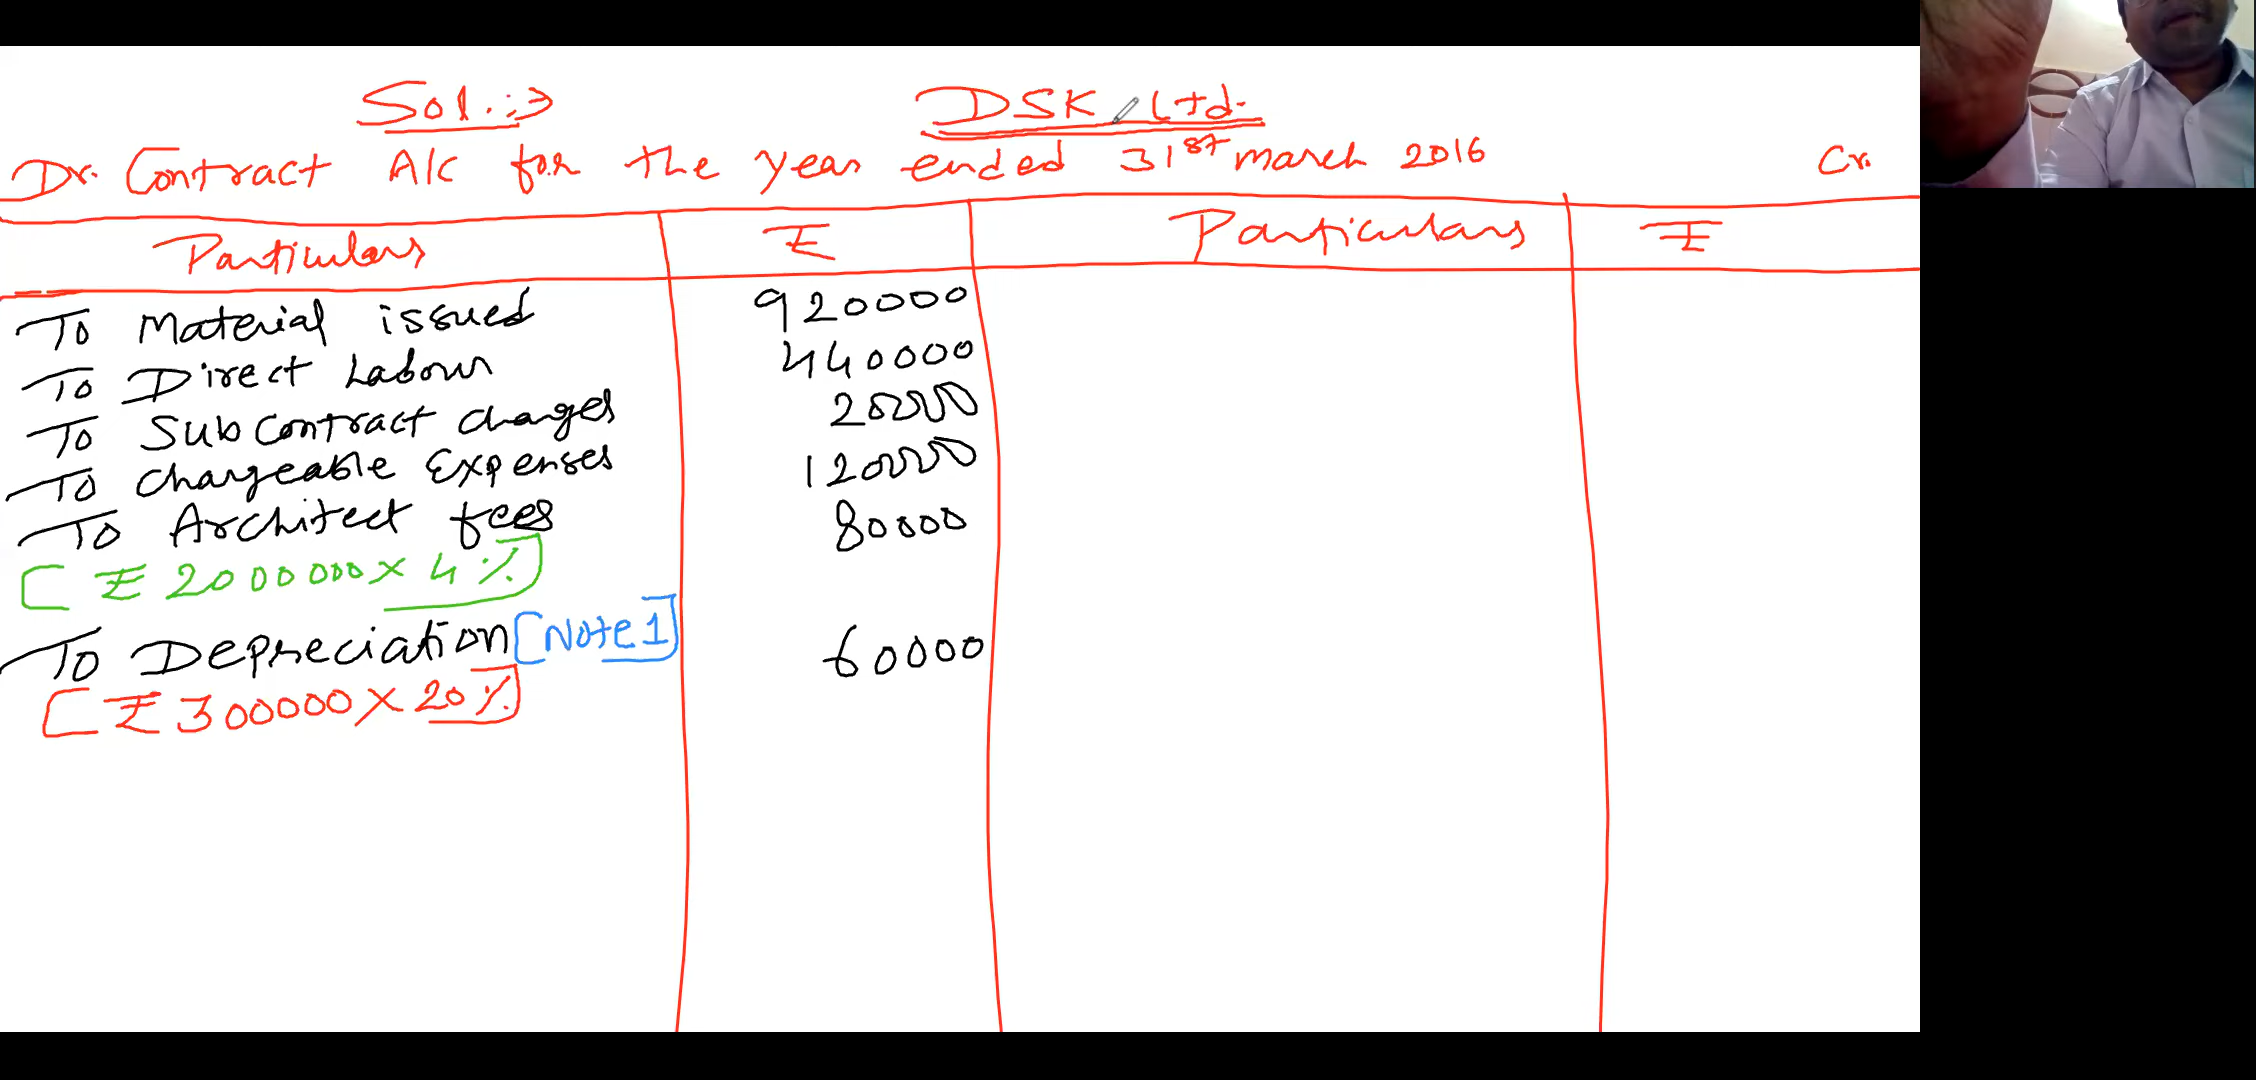 Sol. :⇒ DSK Ltd.
Dr. Contract A/C for the year ended 31st march 2016 Cr.
Particulars ₹ Particulars ₹
To Material issued 920000
To Direct Labour 440000
To Subcontract charges 20000
To Chargeable Expenses 120000
To Architect fees 80000
[₹ 2000000 × 4%]
To Depreciation [Note 1] 60000
[₹ 300000 × 20%]